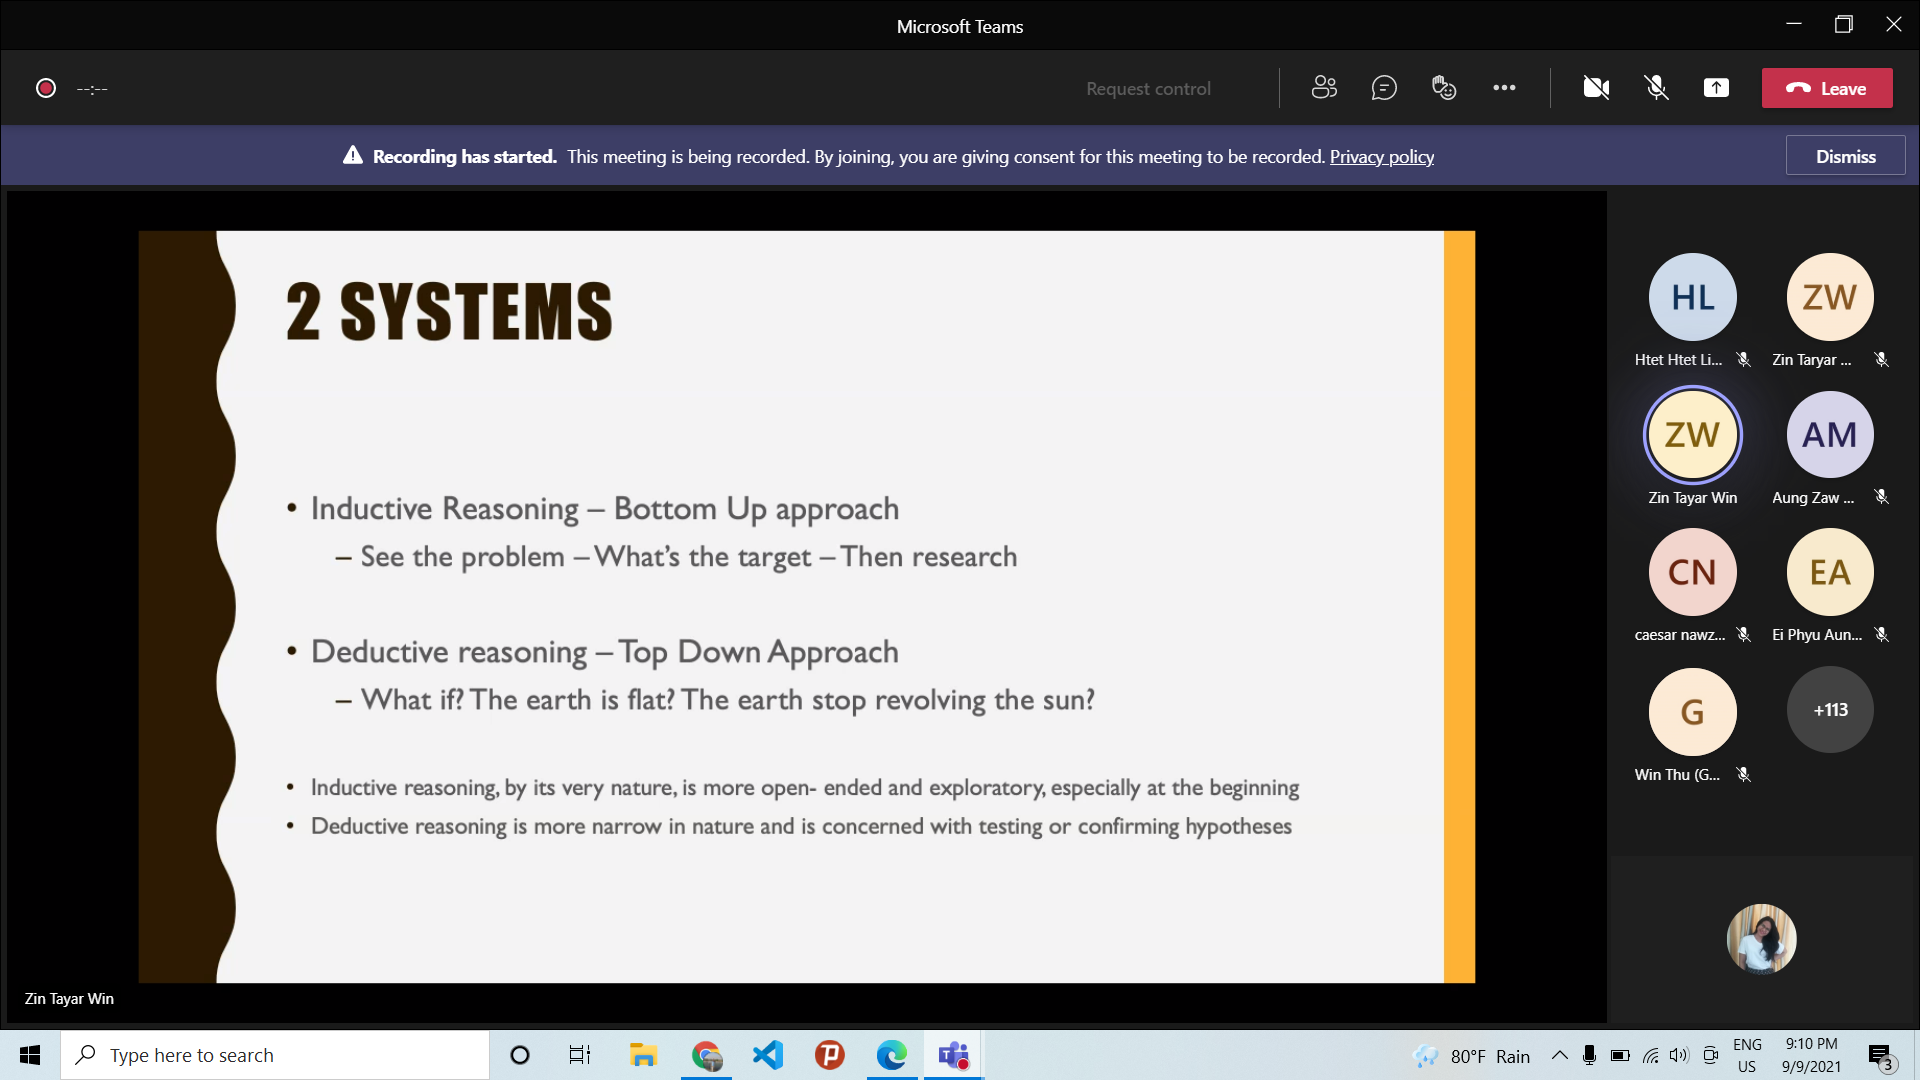 Microsoft Teams
--:--
Request control
Leave
Recording has started. This meeting is being recorded. By joining, you are giving consent for this meeting to be recorded. Privacy policy
Dismiss
2 SYSTEMS
• Inductive Reasoning – Bottom Up approach
– See the problem – What's the target – Then research
• Deductive reasoning – Top Down Approach
– What if? The earth is flat? The earth stop revolving the sun?
• Inductive reasoning, by its very nature, is more open- ended and exploratory, especially at the beginning
• Deductive reasoning is more narrow in nature and is concerned with testing or confirming hypotheses
Zin Tayar Win
HL
ZW
Htet Htet Li...
Zin Taryar ...
ZW
AM
Zin Tayar Win
Aung Zaw ...
CN
EA
caesar nawz...
Ei Phyu Aun...
G
+113
Win Thu (G...
Type here to search
80°F Rain
ENG
US
9:10 PM
9/9/2021
3